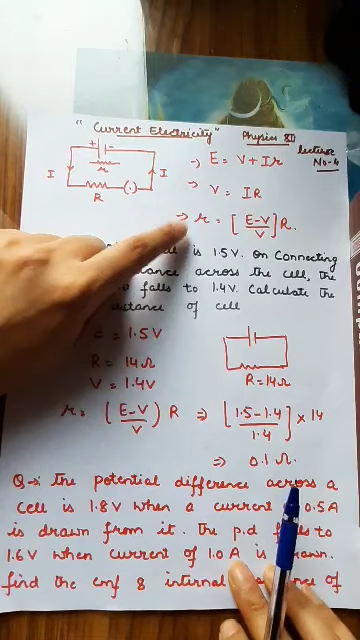 "Current Electricity" Physics XII
lecture
No-4
+ -
r
I I
R
→ E = V + Ir
→ V = IR
⇒ r = [E-V/V] R.
is 1.5V. On Connecting
across the cell, the
falls to 1.4V. Calculate the
of cell
= 1.5V
R = 14Ω
V = 1.4V
R = 14Ω
r = (E-V/V) R ⇒ [1.5-1.4/1.4] × 14
⇒ 0.1 Ω.
Q→: the potential difference across a
cell is 1.8V when a current 0.5A
is drawn from it. The p.d to
1.6V when current of 1.0 A is drawn.
find the emf & internal of